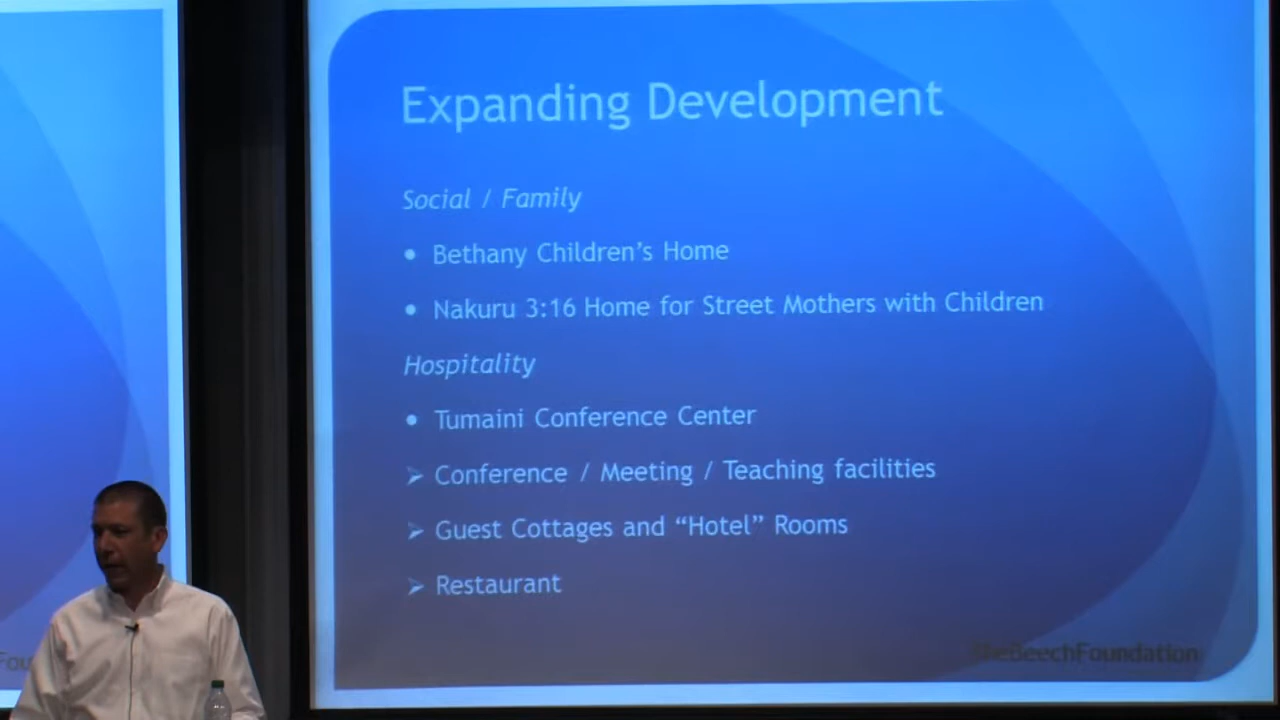 Expanding Development
Social / Family
• Bethany Children's Home
• Nakuru 3:16 Home for Street Mothers with Children
Hospitality
• Tumaini Conference Center
➢ Conference / Meeting / Teaching facilities
➢ Guest Cottages and “Hotel” Rooms
➢ Restaurant
TheBeechFoundation
Fou